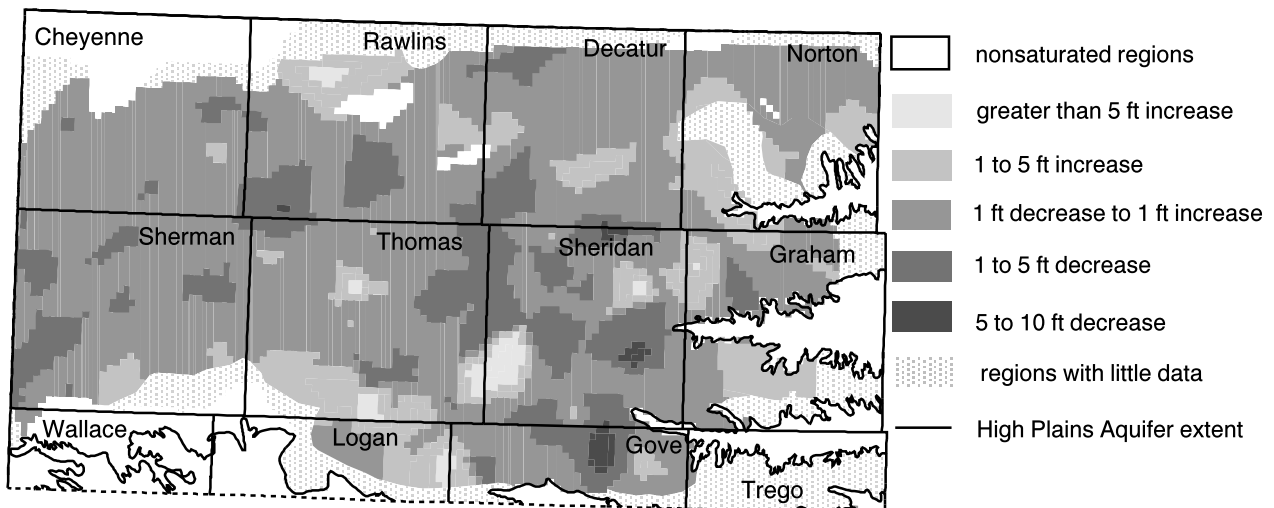 Cheyenne
Rawlins
Decatur
Norton
Sherman
Thomas
Sheridan
Graham
Wallace
Logan
Gove
Trego
nonsaturated regions
greater than 5 ft increase
1 to 5 ft increase
1 ft decrease to 1 ft increase
1 to 5 ft decrease
5 to 10 ft decrease
regions with little data
High Plains Aquifer extent